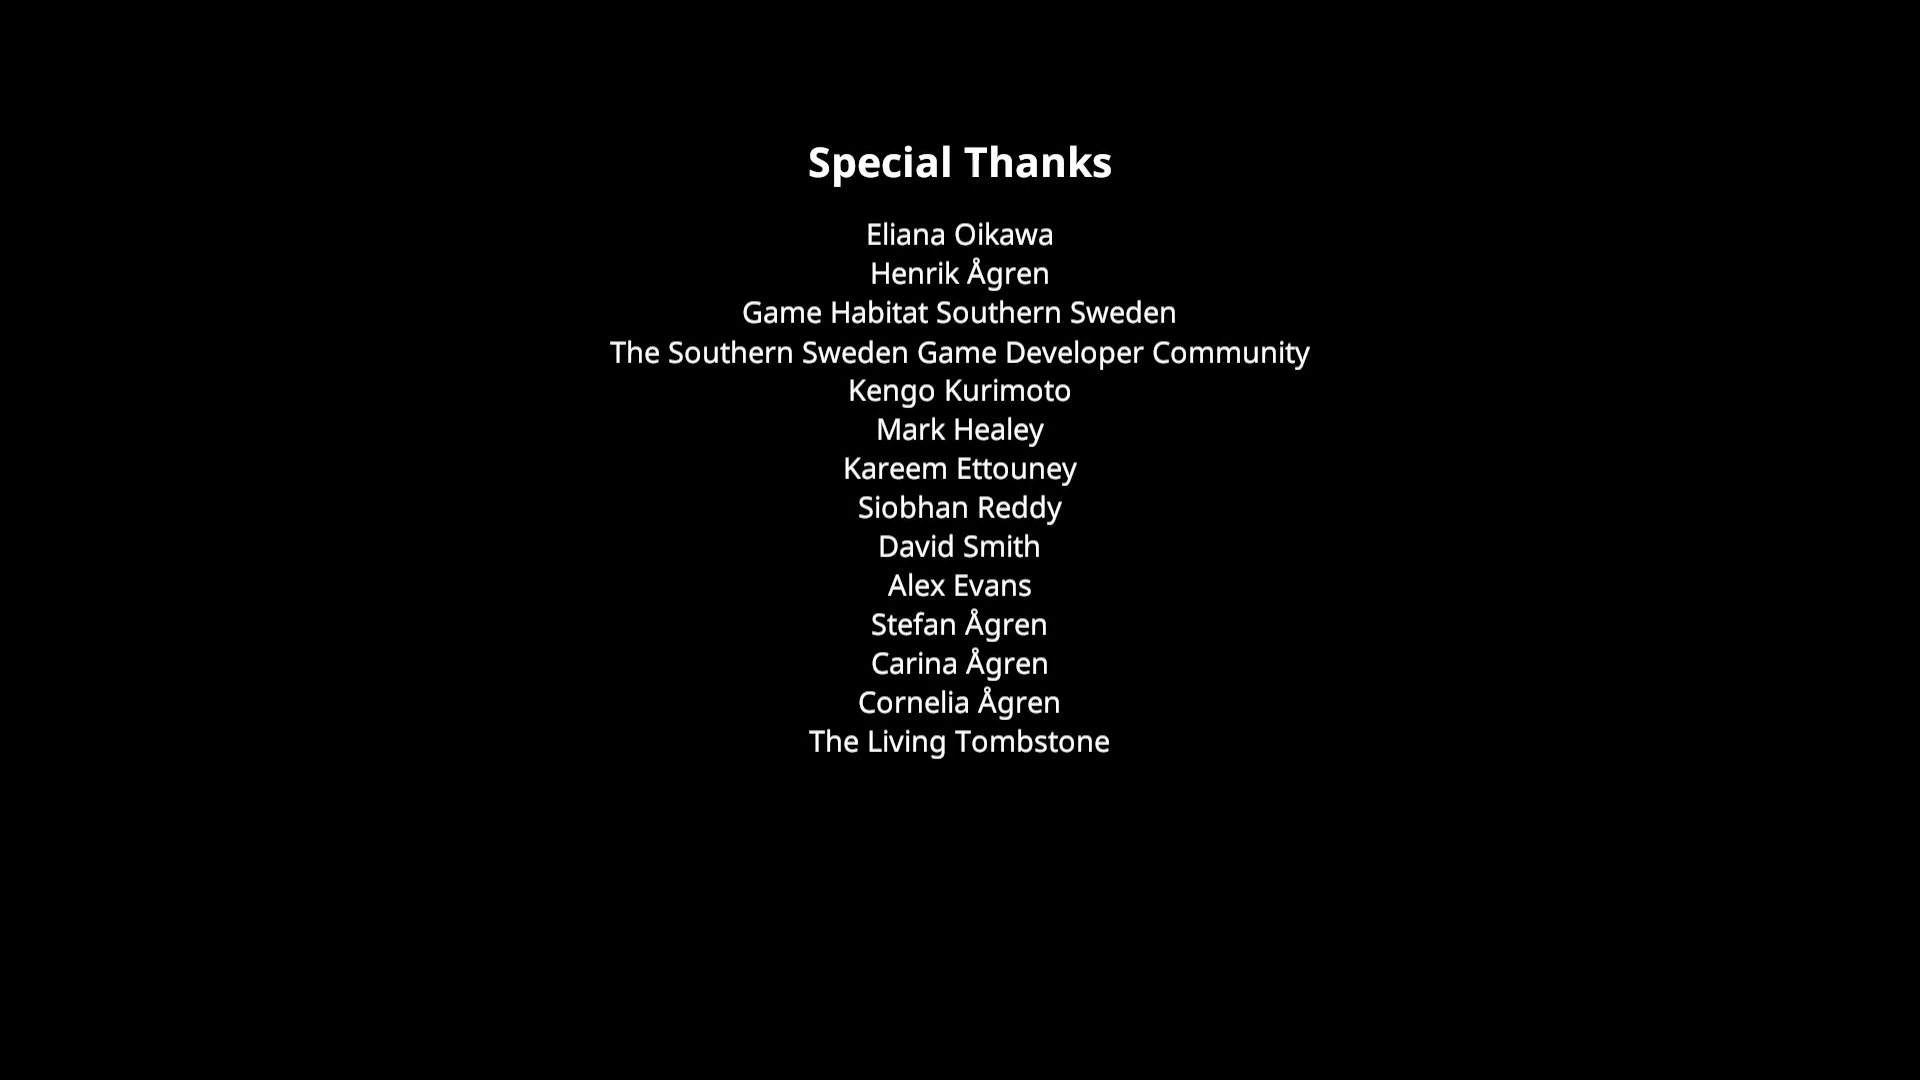 Special Thanks
Eliana Oikawa
Henrik Ågren
Game Habitat Southern Sweden
The Southern Sweden Game Developer Community
Kengo Kurimoto
Mark Healey
Kareem Ettouney
Siobhan Reddy
David Smith
Alex Evans
Stefan Ågren
Carina Ågren
Cornelia Ågren
The Living Tombstone